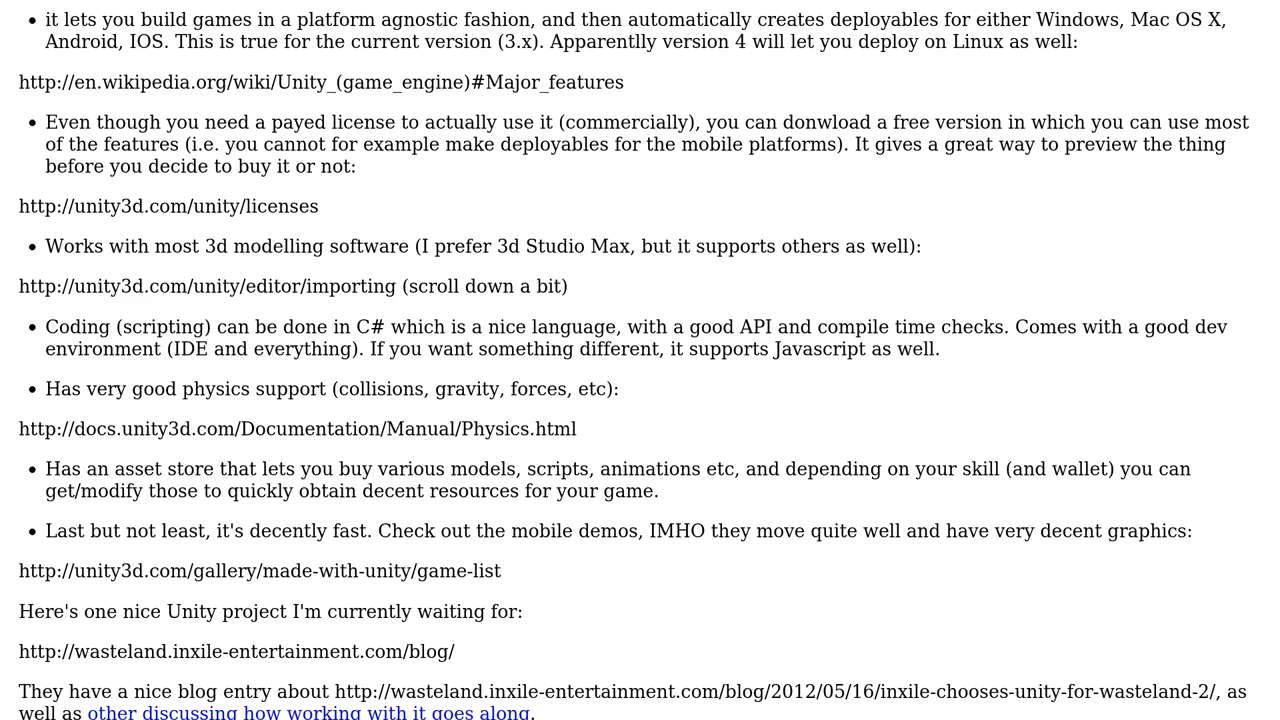 • it lets you build games in a platform agnostic fashion, and then automatically creates deployables for either Windows, Mac OS X,
Android, IOS. This is true for the current version (3.x). Apparentlly version 4 will let you deploy on Linux as well:
http://en.wikipedia.org/wiki/Unity_(game_engine)#Major_features
• Even though you need a payed license to actually use it (commercially), you can donwload a free version in which you can use most
of the features (i.e. you cannot for example make deployables for the mobile platforms). It gives a great way to preview the thing
before you decide to buy it or not:
http://unity3d.com/unity/licenses
• Works with most 3d modelling software (I prefer 3d Studio Max, but it supports others as well):
http://unity3d.com/unity/editor/importing (scroll down a bit)
• Coding (scripting) can be done in C# which is a nice language, with a good API and compile time checks. Comes with a good dev
environment (IDE and everything). If you want something different, it supports Javascript as well.
• Has very good physics support (collisions, gravity, forces, etc):
http://docs.unity3d.com/Documentation/Manual/Physics.html
• Has an asset store that lets you buy various models, scripts, animations etc, and depending on your skill (and wallet) you can
get/modify those to quickly obtain decent resources for your game.
• Last but not least, it's decently fast. Check out the mobile demos, IMHO they move quite well and have very decent graphics:
http://unity3d.com/gallery/made-with-unity/game-list
Here's one nice Unity project I'm currently waiting for:
http://wasteland.inxile-entertainment.com/blog/
They have a nice blog entry about http://wasteland.inxile-entertainment.com/blog/2012/05/16/inxile-chooses-unity-for-wasteland-2/, as
well as other discussing how working with it goes along.